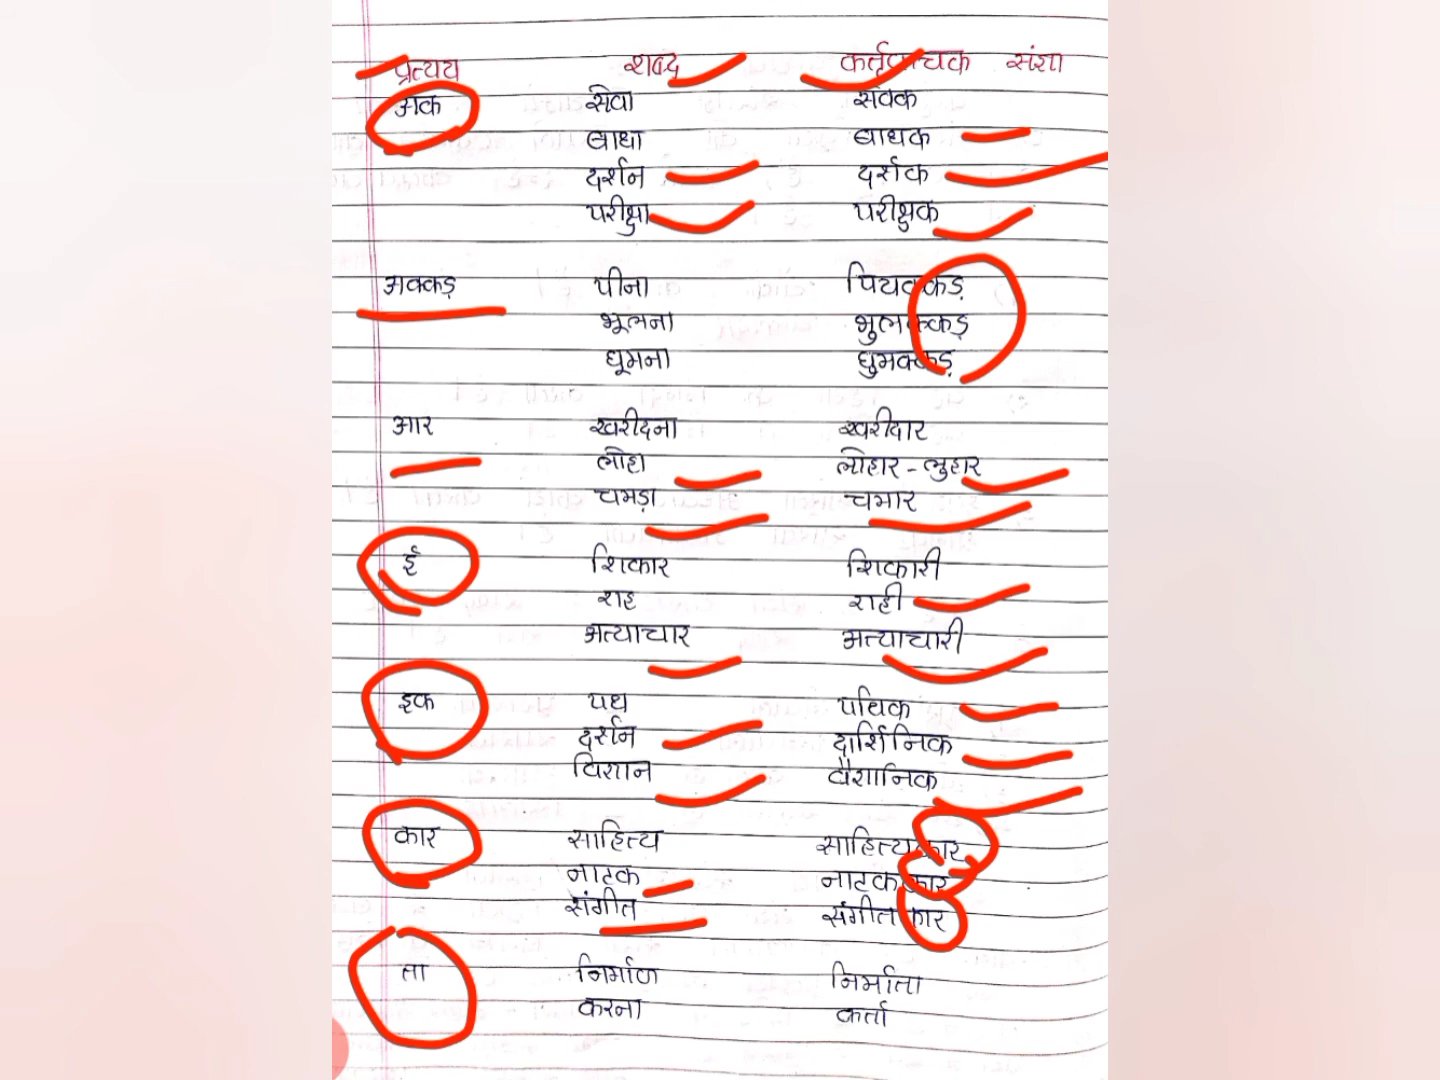 प्रत्यय शब्द कर्तृवाचक संज्ञा
अक सेवा सेवक
बाधा बाधक
दर्शन दर्शक
परीक्षा परीक्षक
अक्कड़ पीना पियक्कड़
भूलना भुलक्कड़
घूमना घुमक्कड़
आर खरीदना खरीदार
लोहा लोहार - लुहार
चमड़ा चमार
ई शिकार शिकारी
राह राही
अत्याचार अत्याचारी
इक पथ पथिक
दर्शन दार्शिनिक
विज्ञान वैज्ञानिक
कार साहित्य साहित्यकार
नाटक नाटककार
संगीत संगीतकार
ता निर्माण निर्माता
करना कर्ता